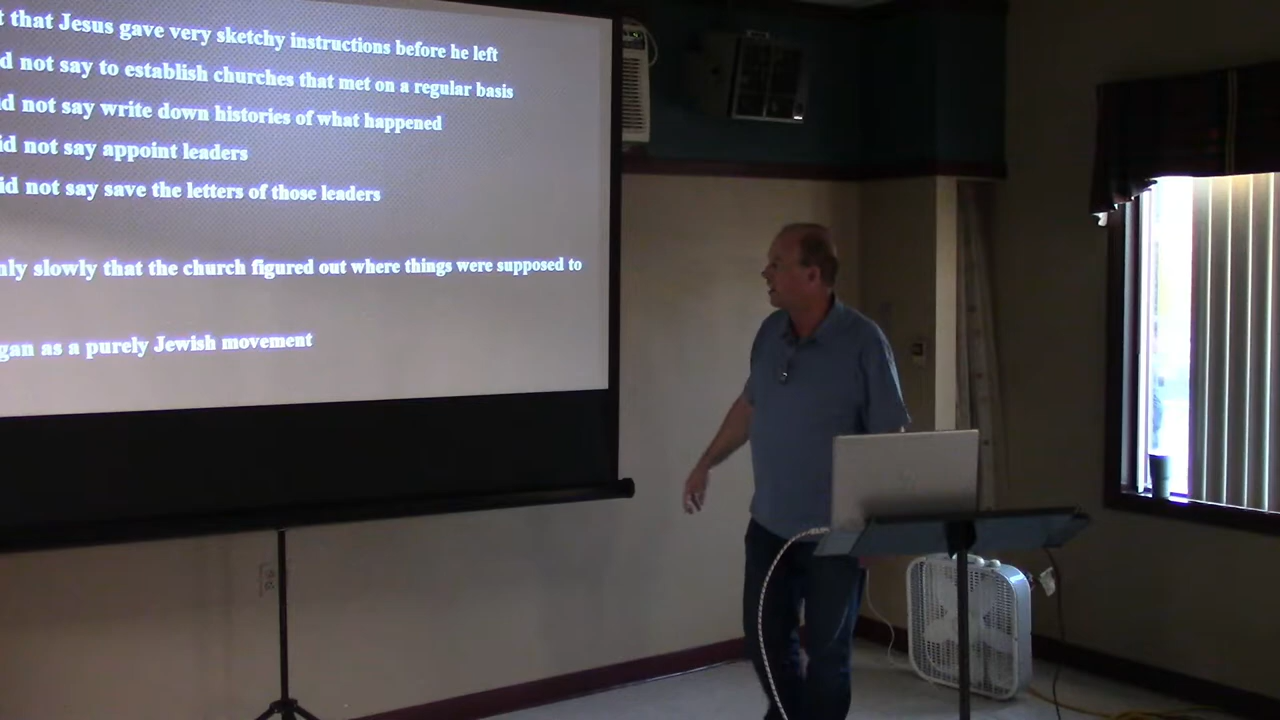 t that Jesus gave very sketchy instructions before he left
d not say to establish churches that met on a regular basis
id not say write down histories of what happened
id not say appoint leaders
id not say save the letters of those leaders
nly slowly that the church figured out where things were supposed to
gan as a purely Jewish movement